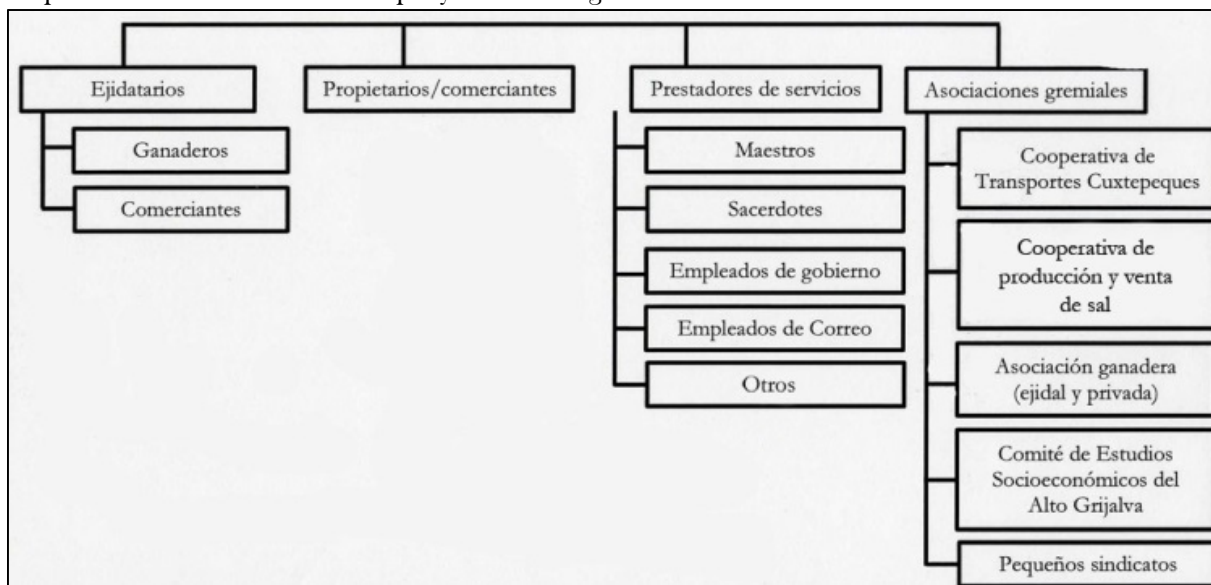 Ejidatarios
Ganaderos
Comerciantes
Propietarios/comerciantes
Prestadores de servicio
Maestros
Sacerdotes
Empleados de gobierno
Empleados de Correo
Otros
Asociaciones gremiales
Cooperativa de
Transportes Cuxtepeques
Cooperativa de
producción y venta
de sal
Asociación ganadera
(ejidal y privada)
Comité de Estudios
Socioeconómicos del
Alto Grijalva
Pequeños sindicatos